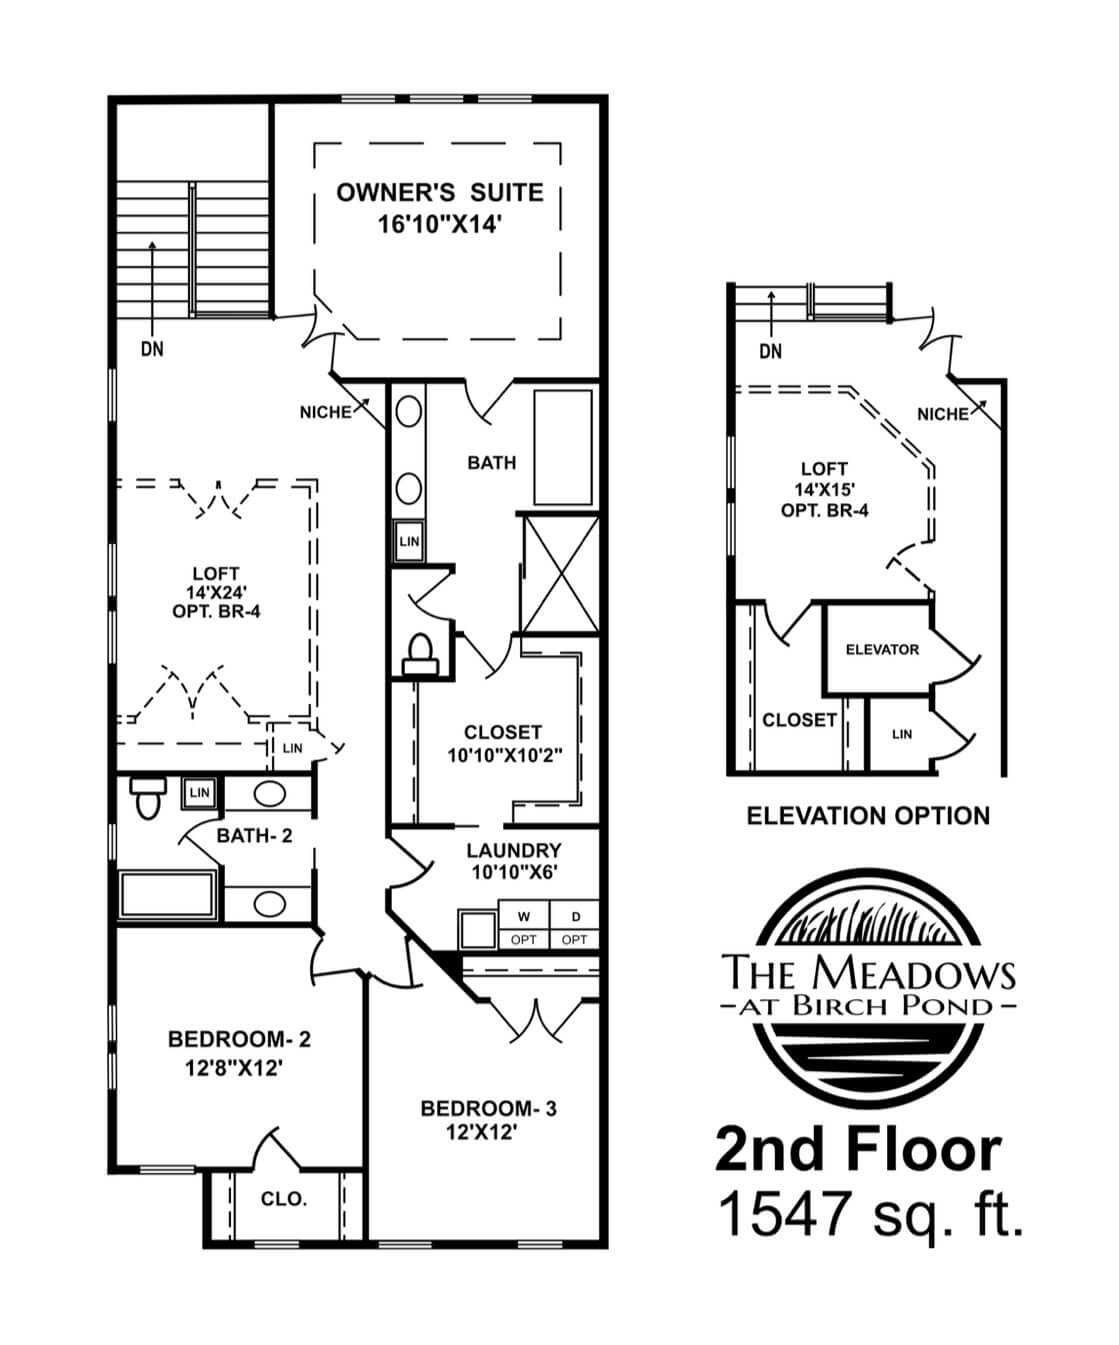 OWNER'S SUITE
16'10"X14'
DN
NICHE
BATH
LIN
LOFT
14'X24'
OPT. BR-4
CLOSET
10'10"X10'2"
LIN
LIN
BATH- 2
LAUNDRY
10'10"X6'
W
D
OPT
OPT
BEDROOM- 2
12'8"X12'
BEDROOM- 3
12'X12'
CLO.
DN
NICHE
LOFT
14'X15'
OPT. BR-4
ELEVATOR
CLOSET
LIN
ELEVATION OPTION
THE MEADOWS
-AT BIRCH POND-
2nd Floor
1547 sq. ft.